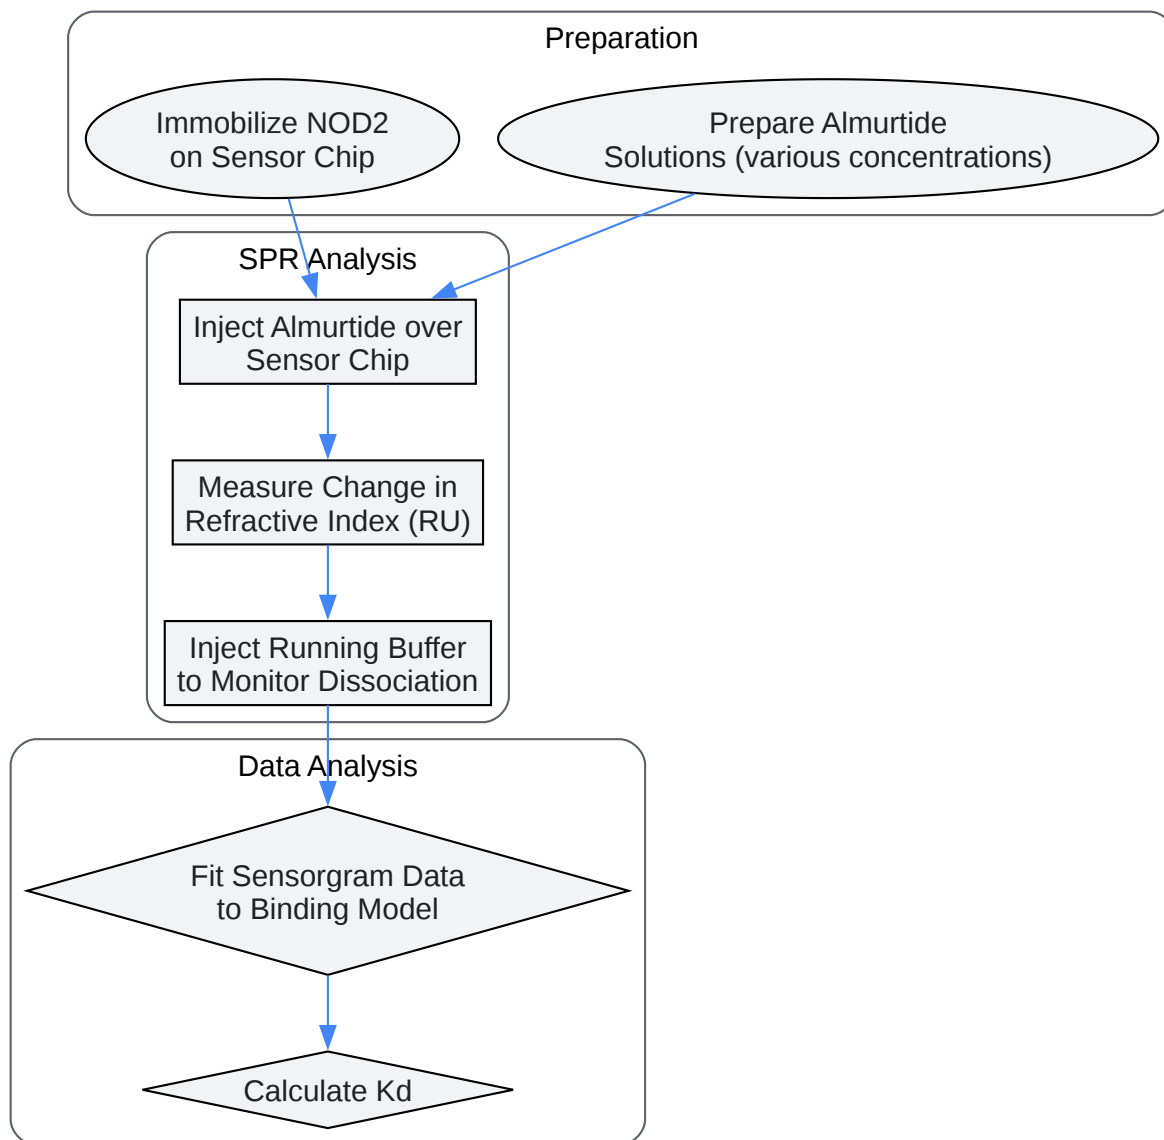 Preparation
Immobilize NOD2
on Sensor Chip
Prepare Almurtide
Solutions (various concentrations)
SPR Analysis
Inject Almurtide over
Sensor Chip
Measure Change in
Refractive Index (RU)
Inject Running Buffer
to Monitor Dissociation
Data Analysis
Fit Sensorgram Data
to Binding Model
Calculate Kd